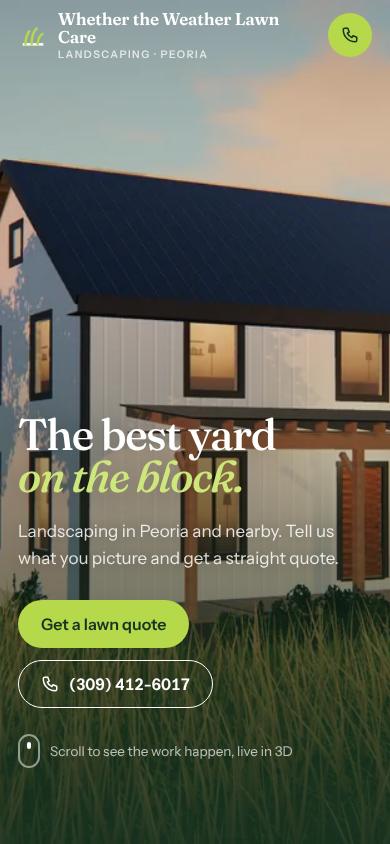 Whether the Weather Lawn
Care
LANDSCAPING · PEORIA
The best yard
on the block.
Landscaping in Peoria and nearby. Tell us
what you picture and get a straight quote.
Get a lawn quote
(309) 412-6017
Scroll to see the work happen, live in 3D